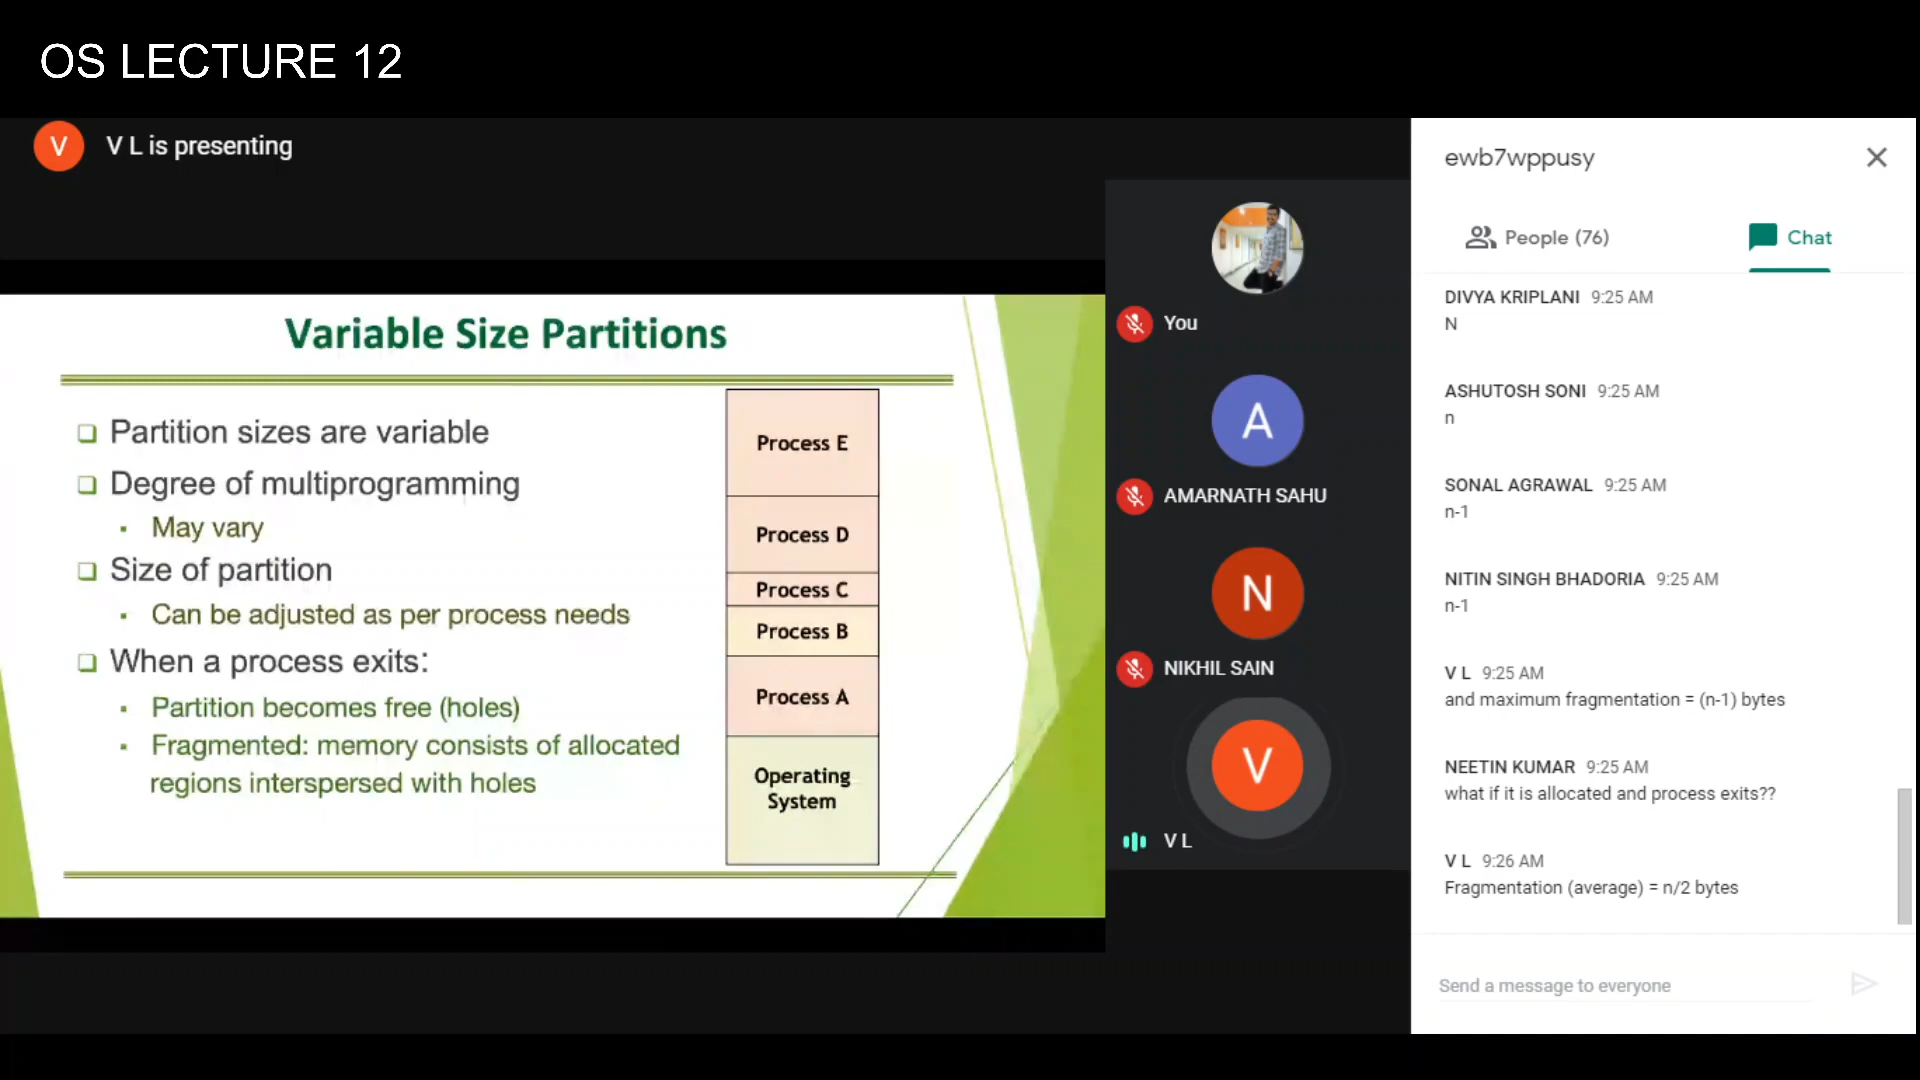 OS LECTURE 12
V
V L is presenting
Variable Size Partitions
Partition sizes are variable
Degree of multiprogramming
May vary
Size of partition
Can be adjusted as per process needs
When a process exits:
Partition becomes free (holes)
Fragmented: memory consists of allocated
regions interspersed with holes
Process E
Process D
Process C
Process B
Process A
Operating
System
You
A
AMARNATH SAHU
N
NIKHIL SAIN
V
V L
ewb7wppusy
People (76)
Chat
DIVYA KRIPLANI 9:25 AM
N
ASHUTOSH SONI 9:25 AM
n
SONAL AGRAWAL 9:25 AM
n-1
NITIN SINGH BHADORIA 9:25 AM
n-1
V L 9:25 AM
and maximum fragmentation = (n-1) bytes
NEETIN KUMAR 9:25 AM
what if it is allocated and process exits??
V L 9:26 AM
Fragmentation (average) = n/2 bytes
Send a message to everyone